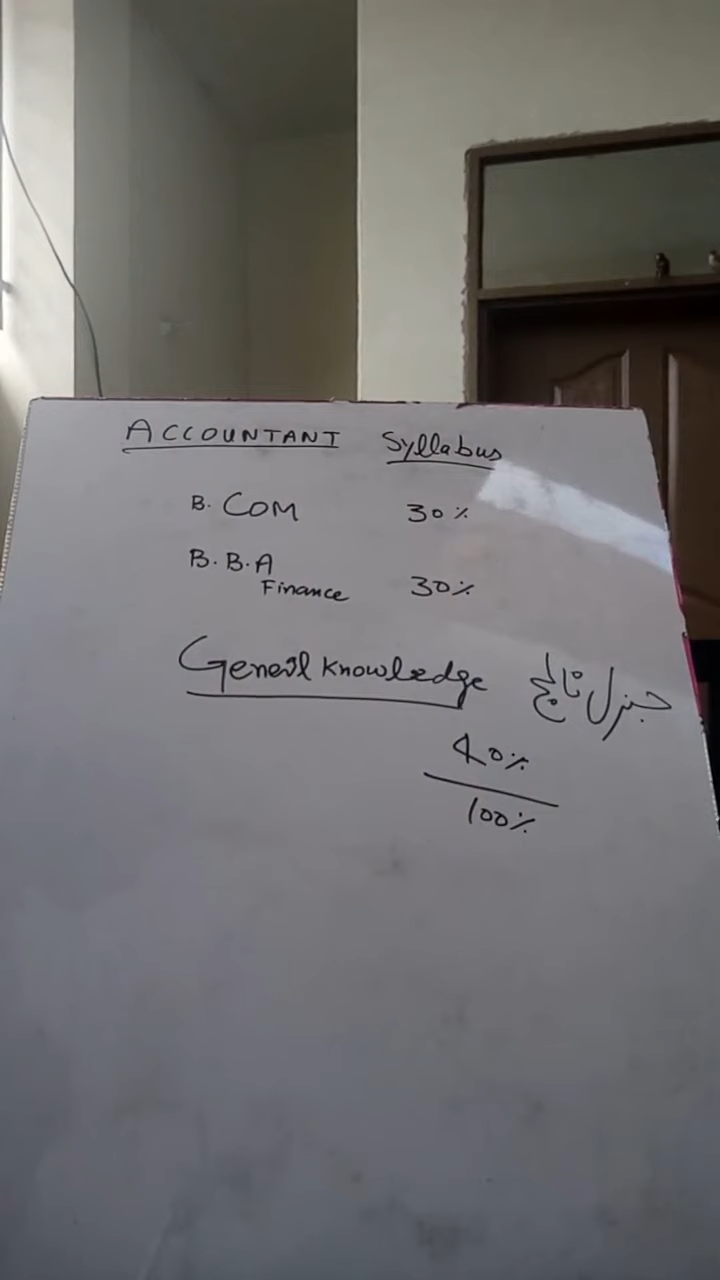 ACCOUNTANT Syllabus
B. COM 30%
B.B.A
Finance 30%
General Knowledge جنرل نالج
40%
100%